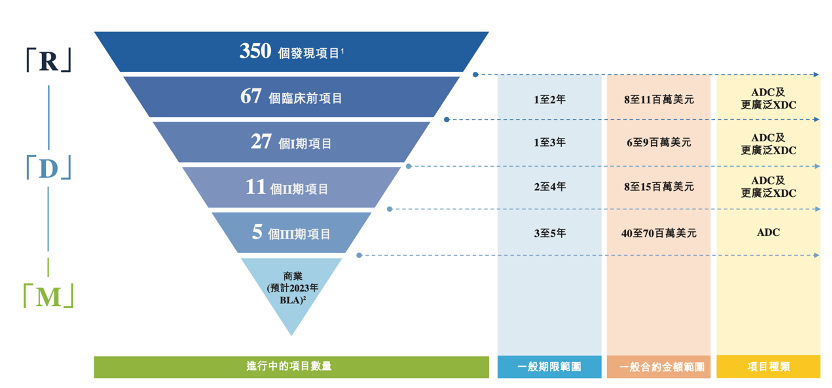 「R」
350 個發現項目¹
67 個臨床前項目
1至2年
8至11百萬美元
ADC及
更廣泛XDC
27 個I期項目
1至3年
6至9百萬美元
ADC及
更廣泛XDC
「D」
11 個II期項目
2至4年
8至15百萬美元
ADC及
更廣泛XDC
5 個III期項目
3至5年
40至70百萬美元
ADC
「M」
商業
(預計2023年
BLA)²
進行中的項目數量
一般期限範圍
一般合約金額範圍
項目種類